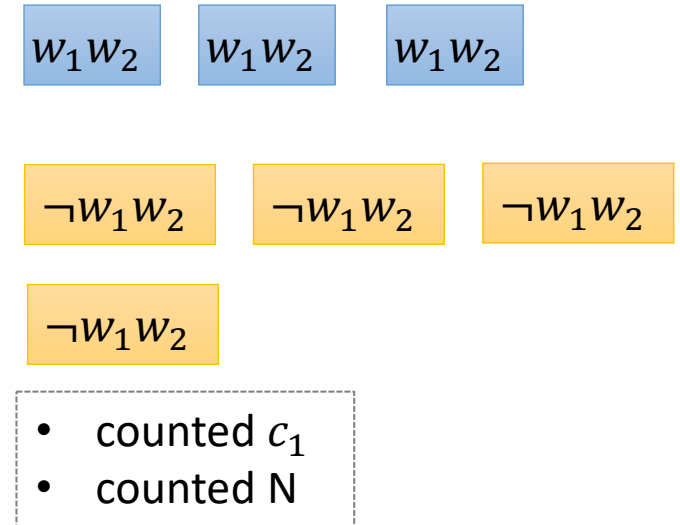 w₁w₂ w₁w₂ w₁w₂
¬w₁w₂ ¬w₁w₂ ¬w₁w₂
¬w₁w₂
• counted c₁
• counted N